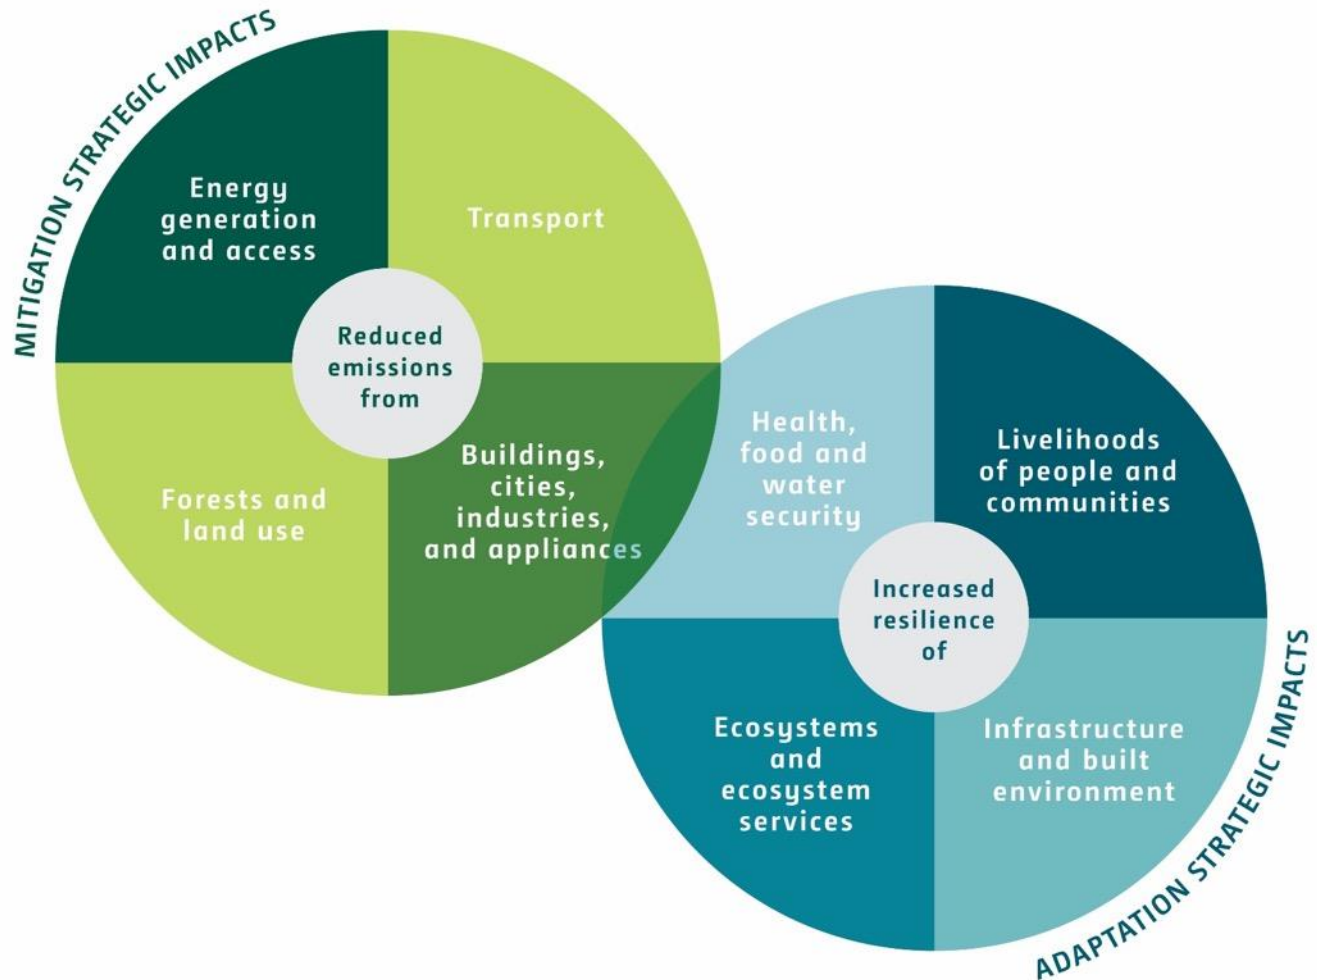 MITIGATION STRATEGIC IMPACTS
Energy
generation
and access
Transport
Reduced
emissions
from
Forests and
land use
Buildings,
cities,
industries,
and appliances
Health,
food and
water
security
Livelihoods
of people and
communities
Increased
resilience
of
Ecosystems
and
ecosystem
services
Infrastructure
and built
environment
ADAPTATION STRATEGIC IMPACTS